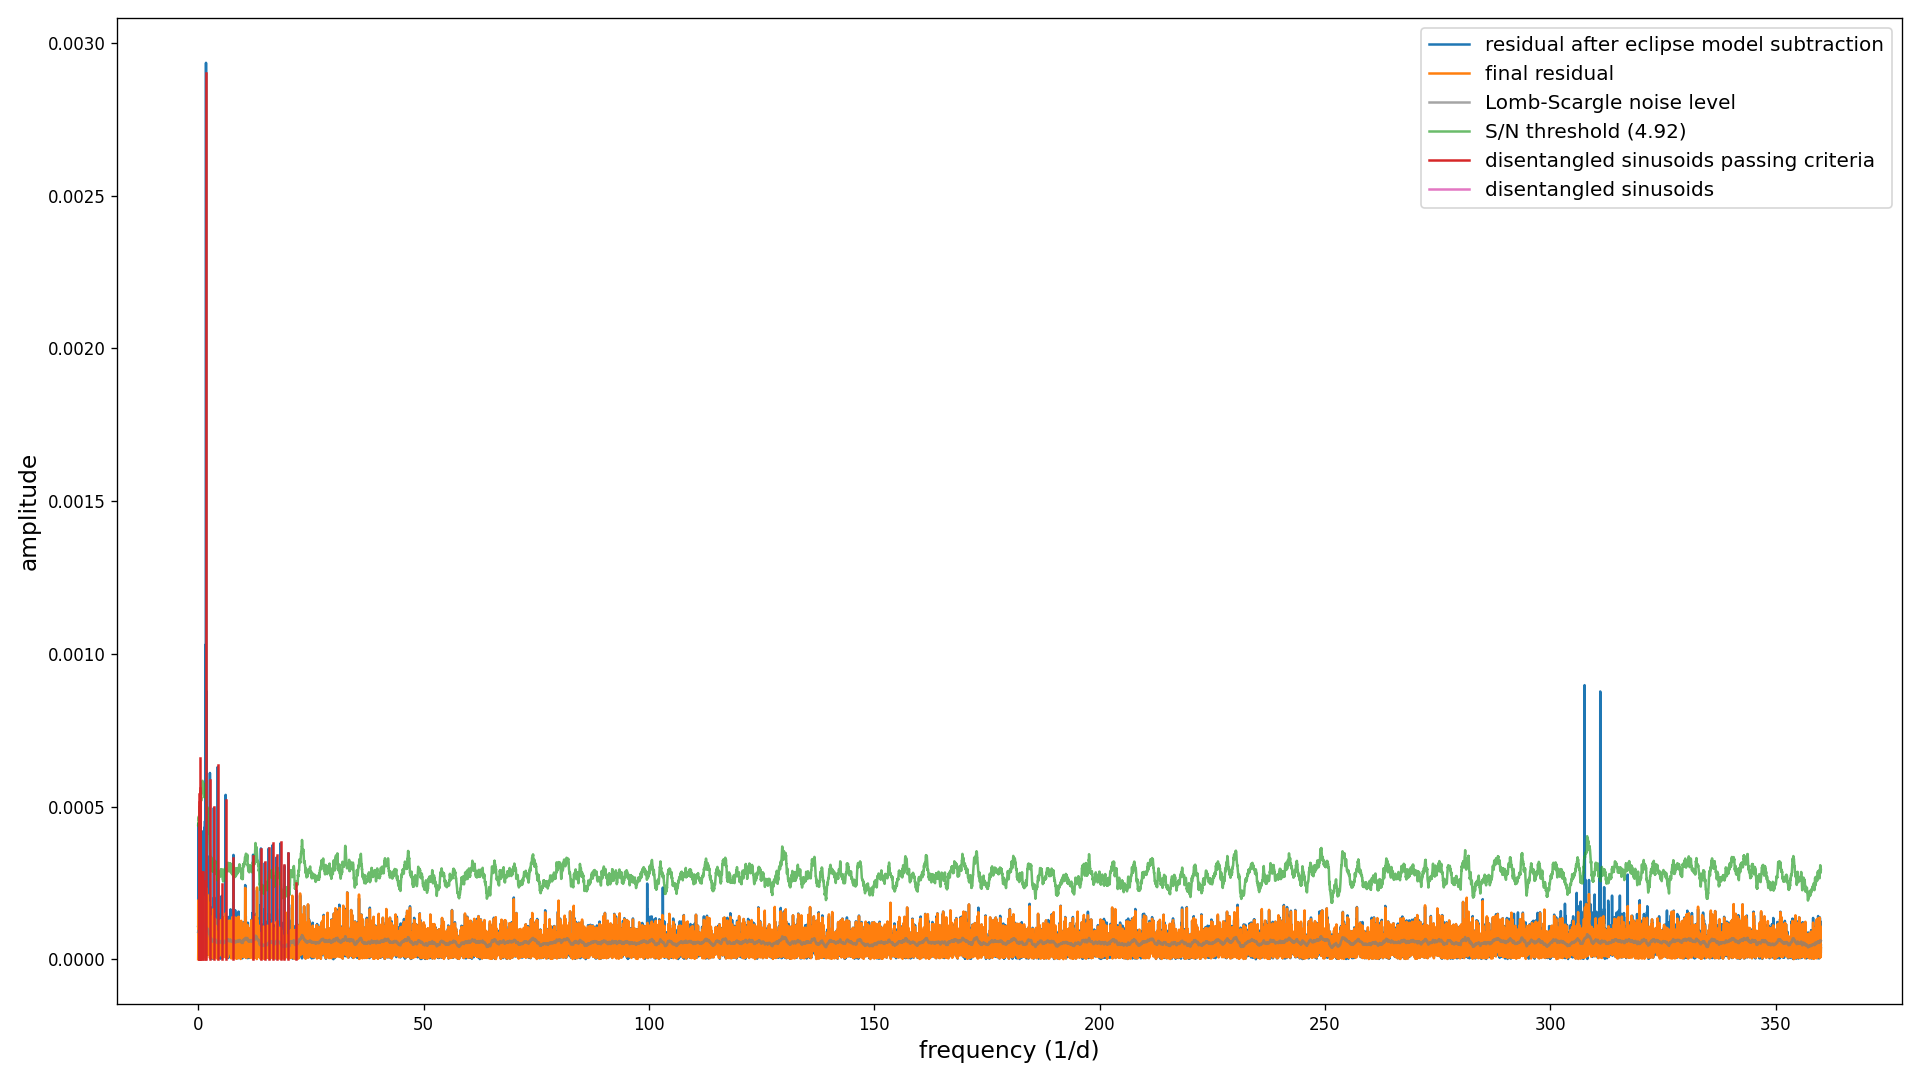 0.0030
0.0025
0.0020
0.0015
0.0010
0.0005
0.0000
amplitude
residual after eclipse model subtraction
final residual
Lomb-Scargle noise level
S/N threshold (4.92)
disentangled sinusoids passing criteria
disentangled sinusoids
0 50 100 150 200 250 300 350
frequency (1/d)